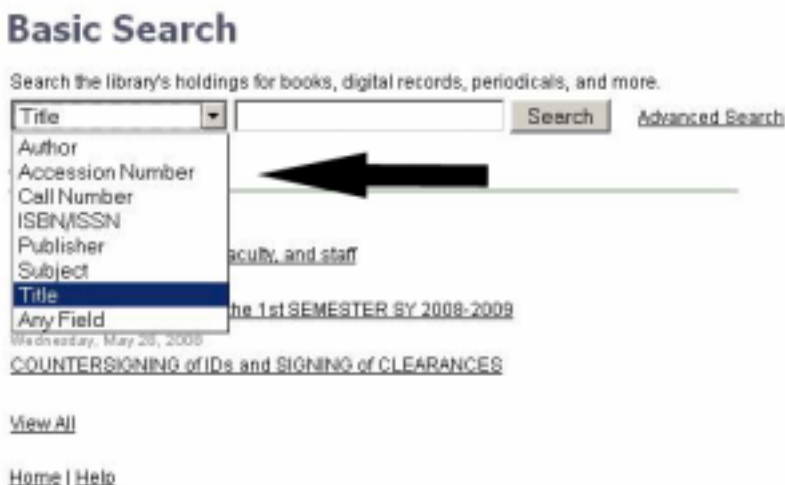 Basic Search
Search the library's holdings for books, digital records, periodicals, and more.
Title Search Advanced Search
Author
Accession Number
Call Number
ISBN/ISSN
Publisher
Subject
aculty, and staff
Title
he 1st SEMESTER SY 2008-2009
Any Field
Wednesday, May 28, 2008
COUNTERSIGNING of IDs and SIGNING of CLEARANCES
View All
Home | Help